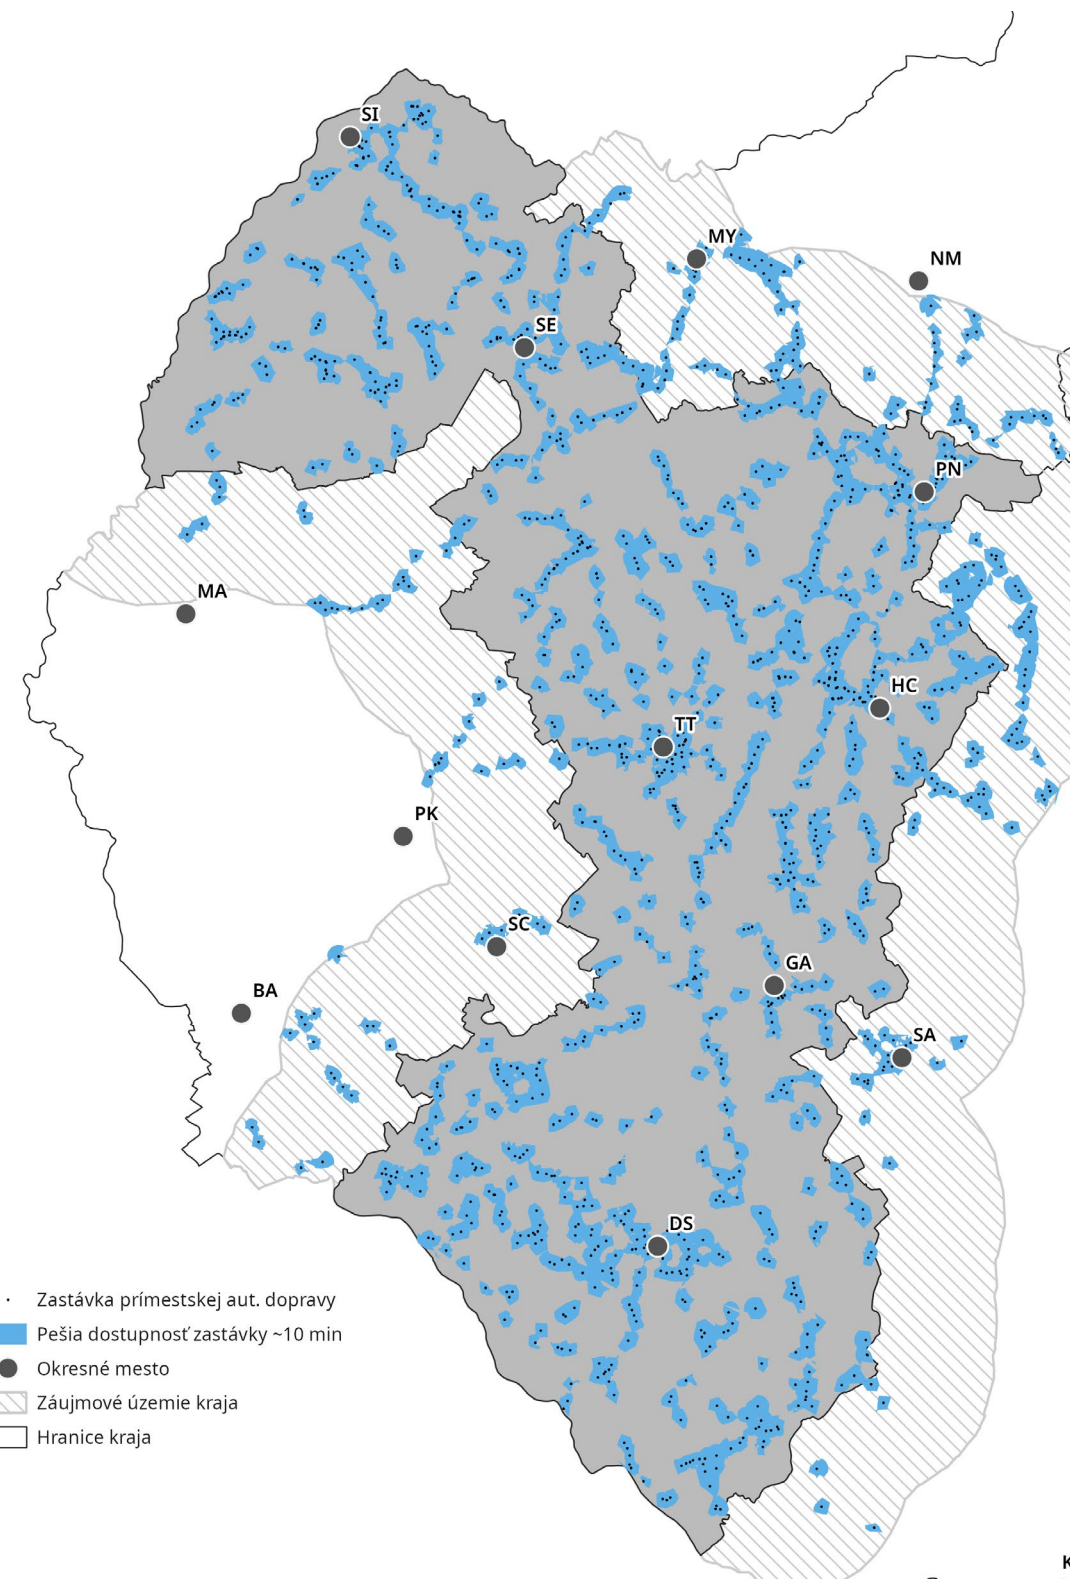 SI
MY
NM
SE
PN
MA
HC
TT
PK
SC
GA
BA
SA
DS
Zastávka prímestskej aut. dopravy
Pešia dostupnosť zastávky ~10 min
Okresné mesto
Záujmové územie kraja
Hranice kraja